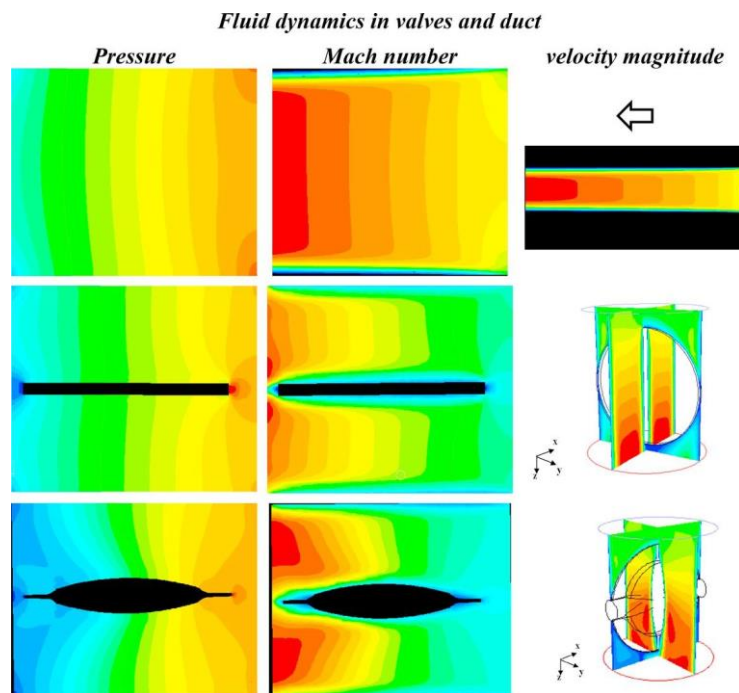 Fluid dynamics in valves and duct
Pressure
Mach number
velocity magnitude
x
y
z
x
y
z